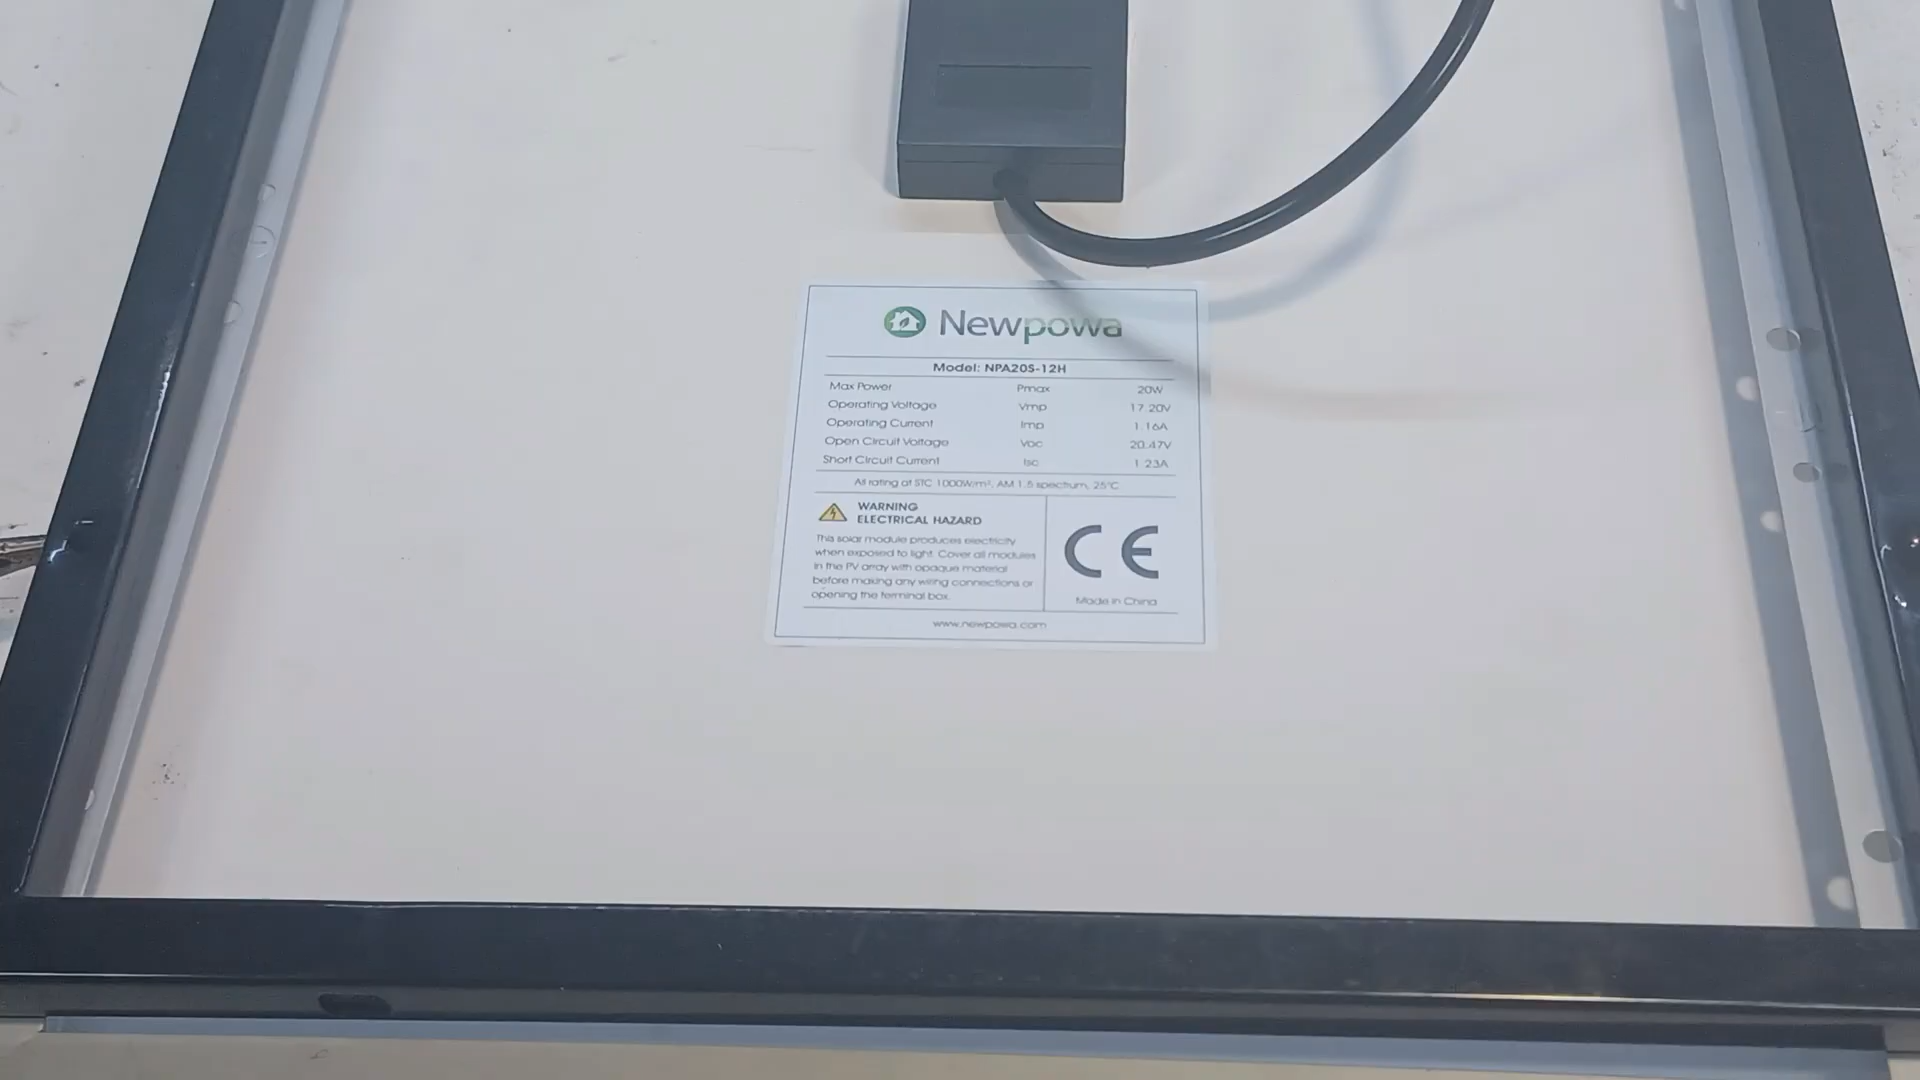 Newpowa
Model: NPA20S-12H
Max Power Pmax 20W
Operating Voltage Vmp 17.20V
Operating Current Imp 1.16A
Open Circuit Voltage Voc 20.47V
Short Circuit Current Isc 1.23A
All rating at STC 1000W/m², AM 1.5 spectrum, 25°C
WARNING
ELECTRICAL HAZARD
This solar module produces electricity
when exposed to light. Cover all modules
in the PV array with opaque material
before making any wiring connections or
opening the terminal box.
CE
Made in China
www.newpowa.com